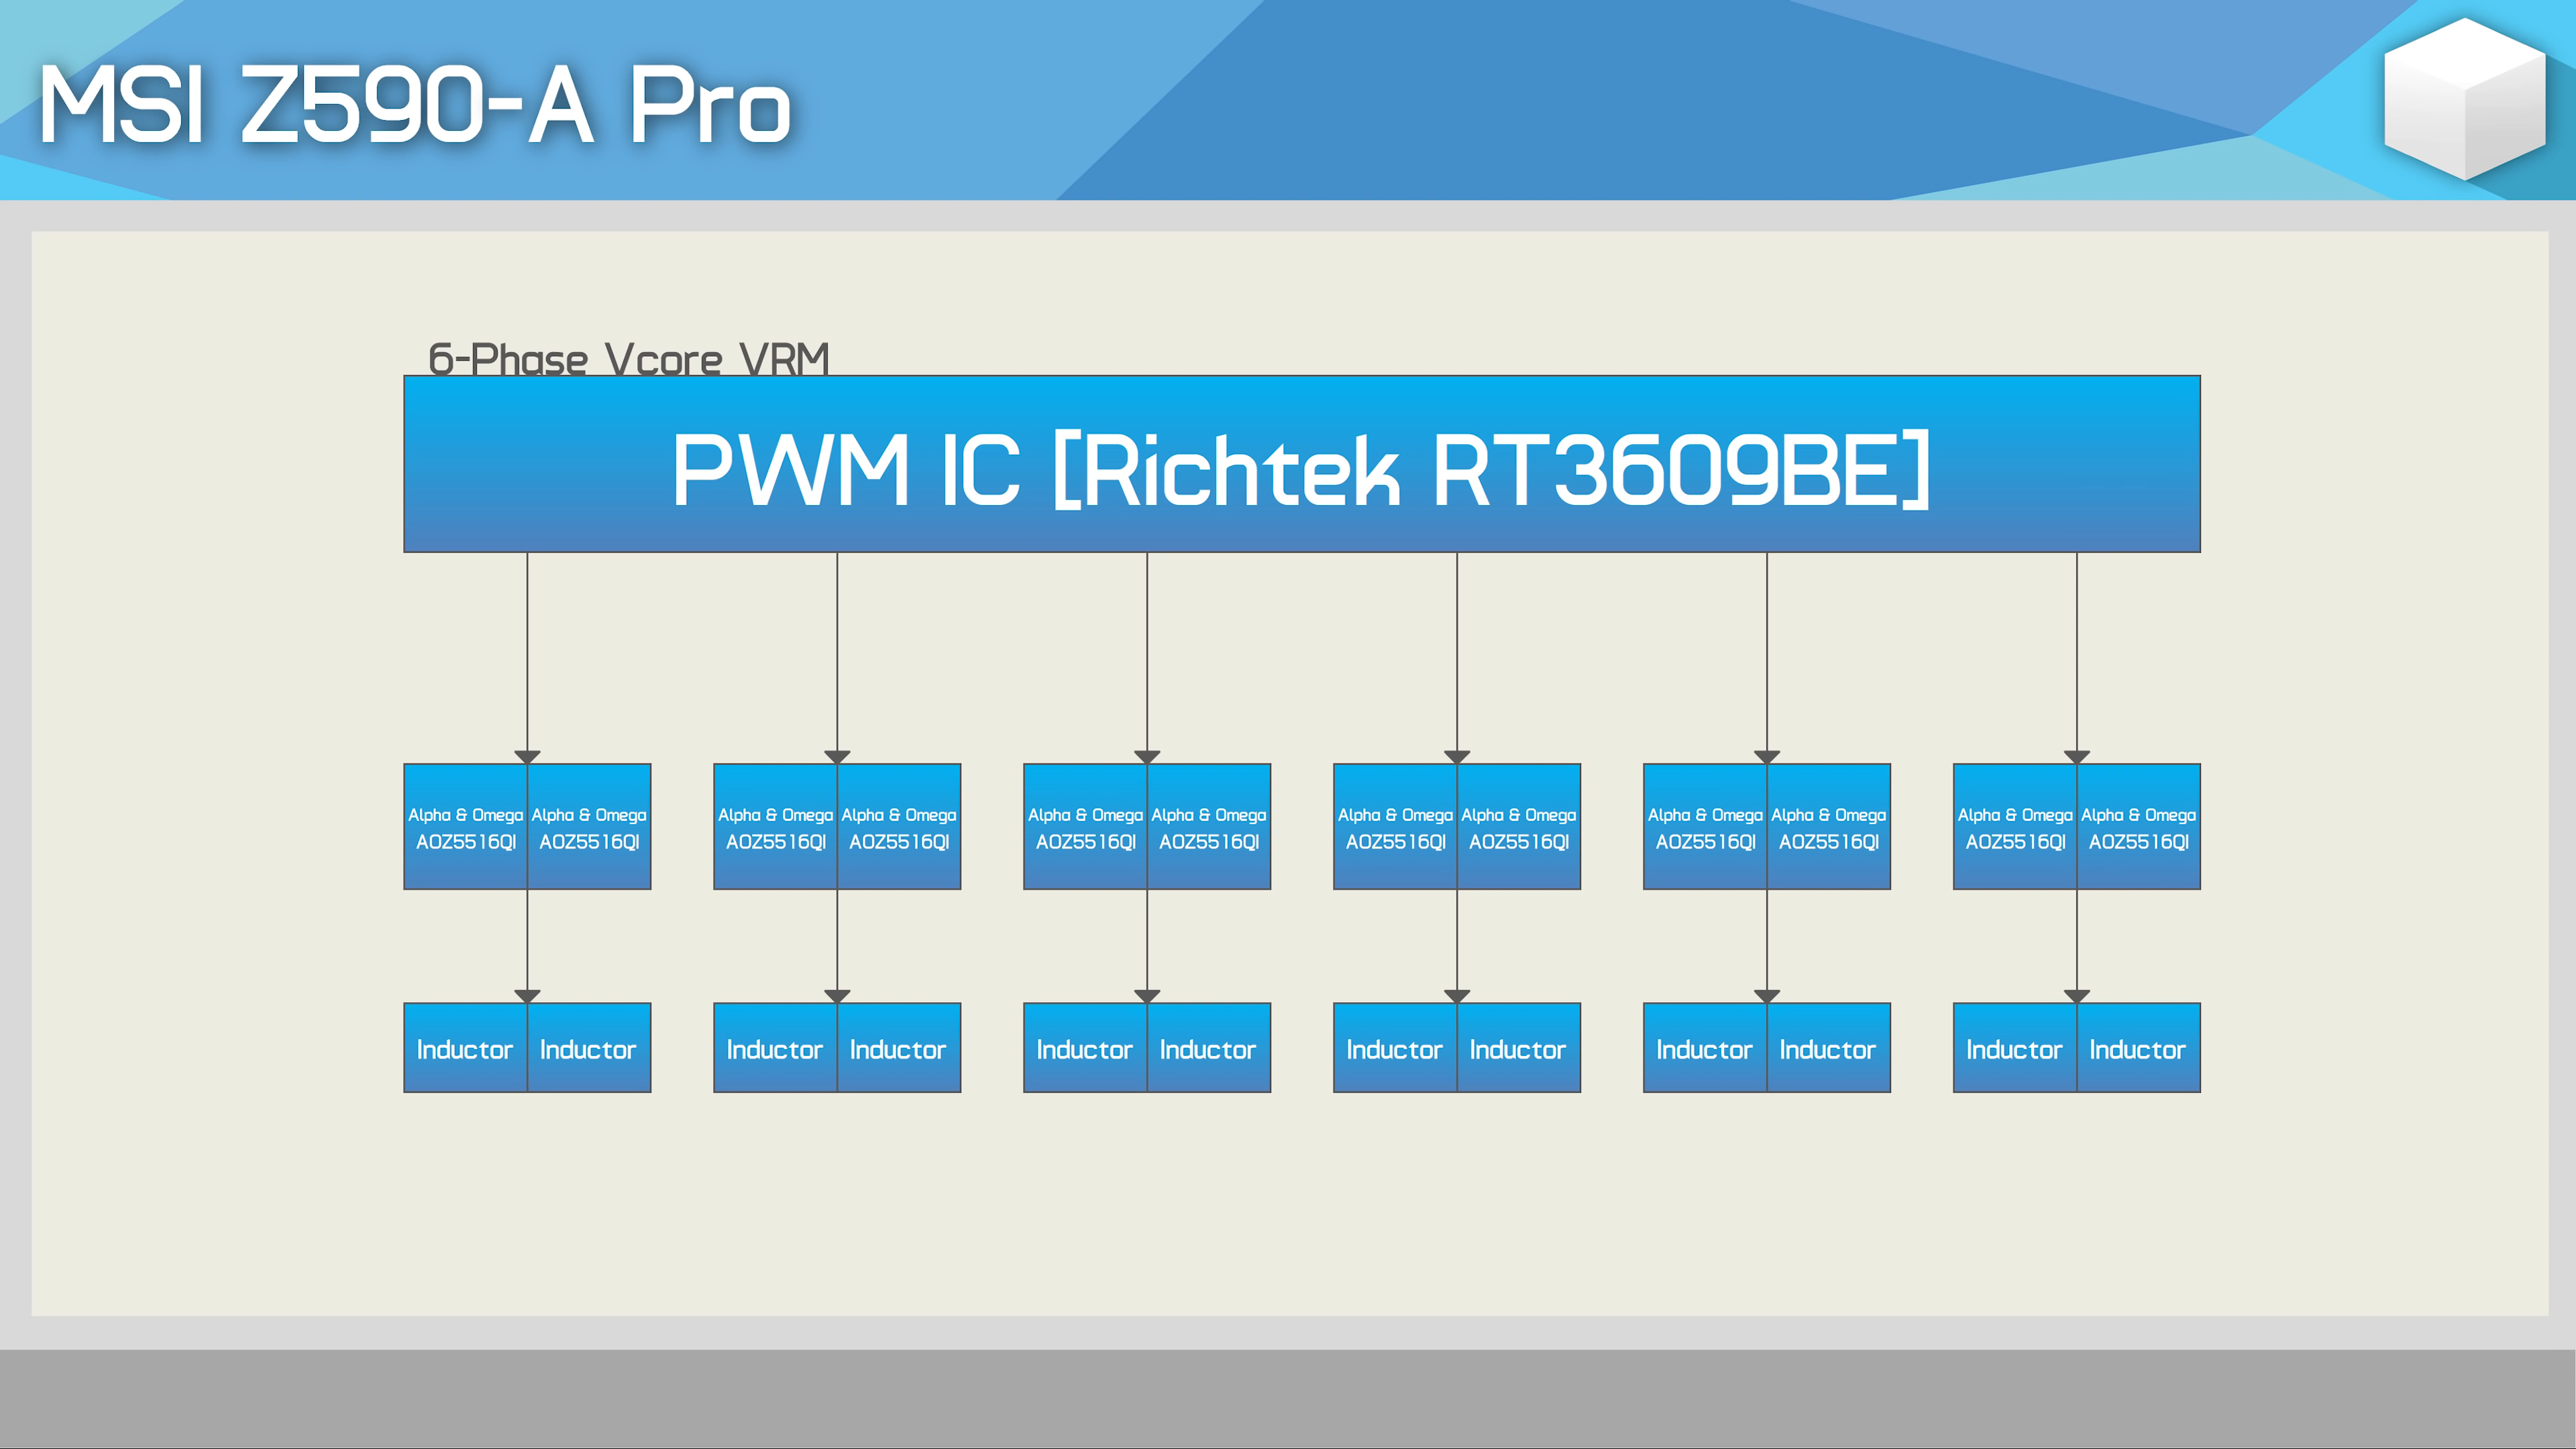 MSI Z590-A Pro
6-Phase Vcore VRM
PWM IC [Richtek RT3609BE]
Alpha & Omega Alpha & Omega Alpha & Omega Alpha & Omega Alpha & Omega Alpha & Omega Alpha & Omega Alpha & Omega Alpha & Omega Alpha & Omega Alpha & Omega Alpha & Omega
AOZ5516QI AOZ5516QI AOZ5516QI AOZ5516QI AOZ5516QI AOZ5516QI AOZ5516QI AOZ5516QI AOZ5516QI AOZ5516QI AOZ5516QI AOZ5516QI
Inductor Inductor Inductor Inductor Inductor Inductor Inductor Inductor Inductor Inductor Inductor Inductor